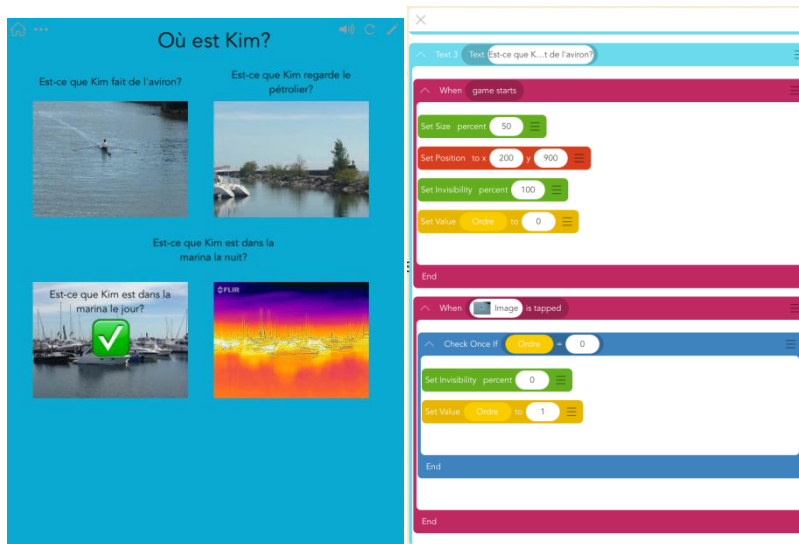 Où est Kim?
Est-ce que Kim fait de l'aviron?
Est-ce que Kim regarde le
pétrolier?
Est-ce que Kim est dans la
marina la nuit?
Est-ce que Kim est dans la
marina le jour?
FLIR
Text 3 Text Est-ce que K...t de l'aviron?
When game starts
Set Size percent 50
Set Position to x 200 y 900
Set Invisibility percent 100
Set Value Ordre to 0
End
When Image is tapped
Check Once If Ordre = 0
Set Invisibility percent 0
Set Value Ordre to 1
End
End